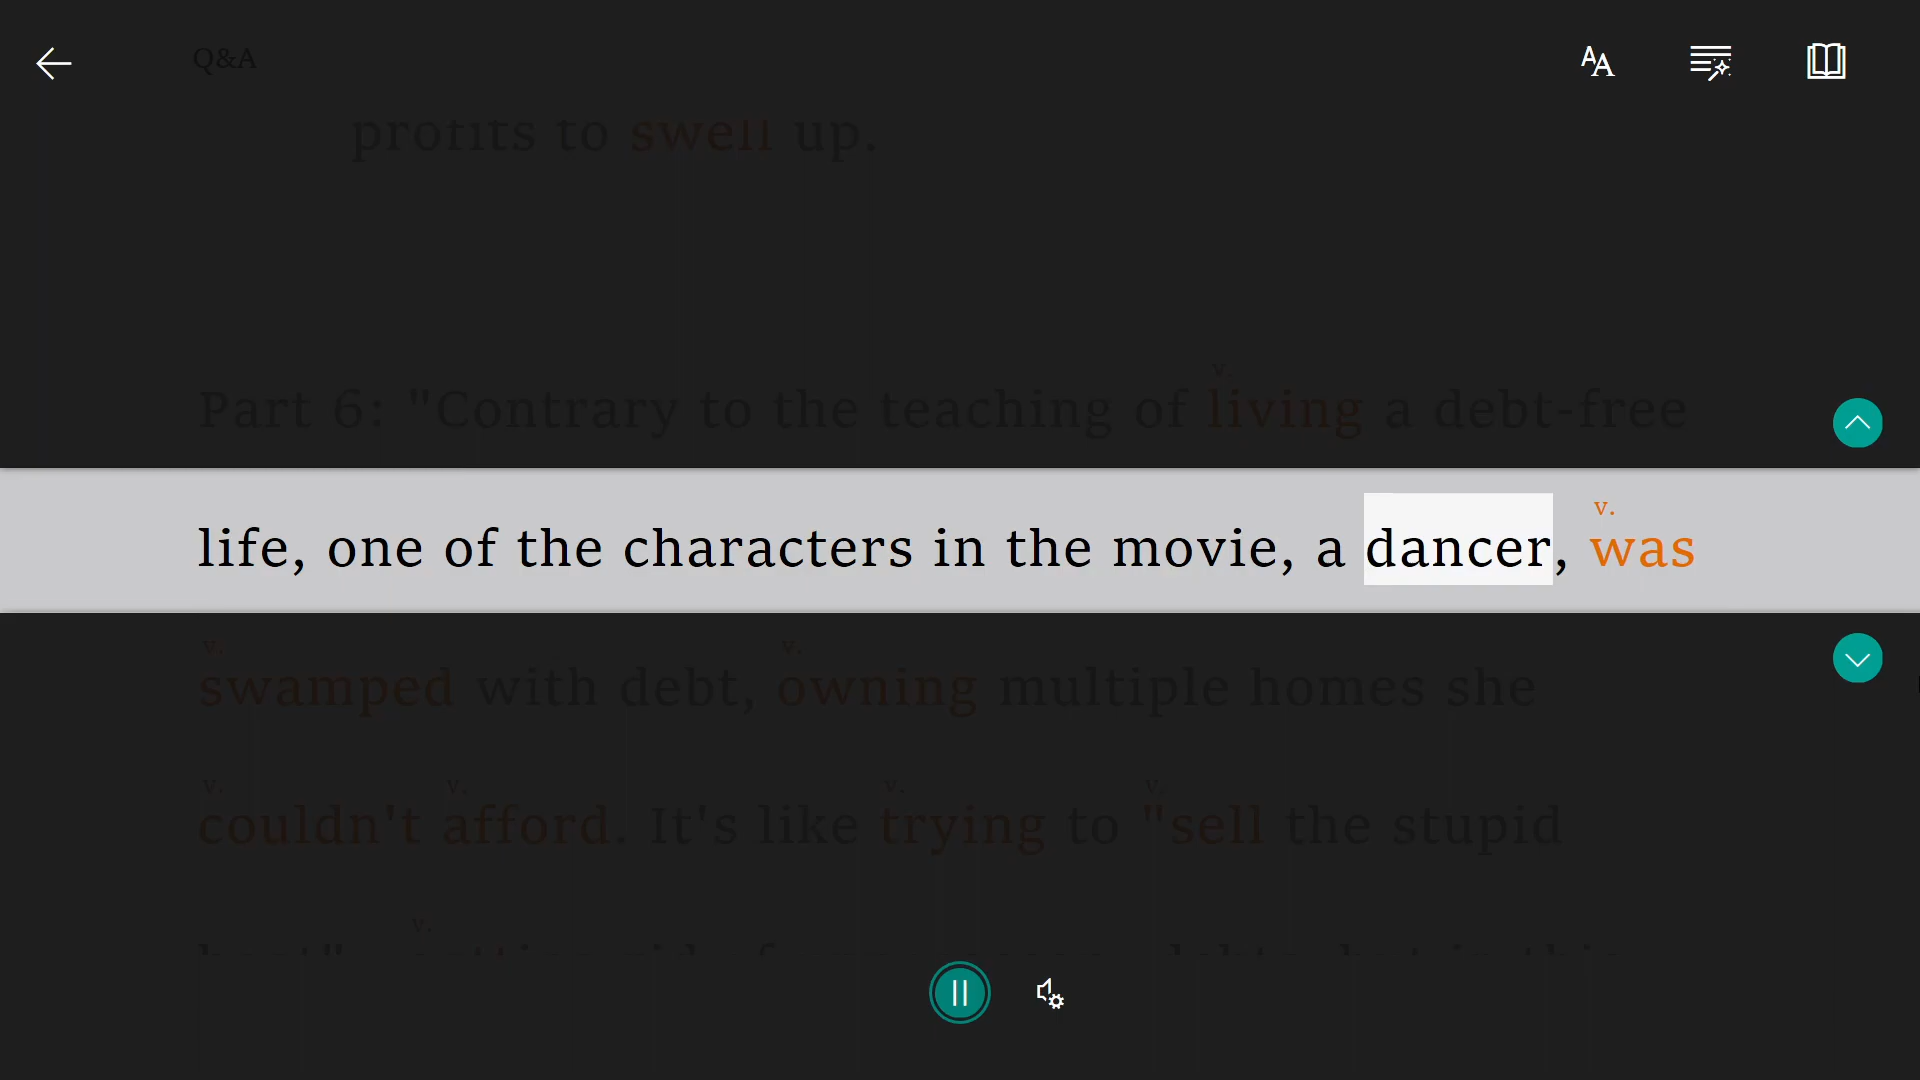 Q&A
profits to swell up.
v.
Part 6: "Contrary to the teaching of living a debt-free
v.
life, one of the characters in the movie, a dancer, was
v. v.
swamped with debt, owning multiple homes she
v. v. v. v.
couldn't afford. It's like trying to "sell the stupid
v.